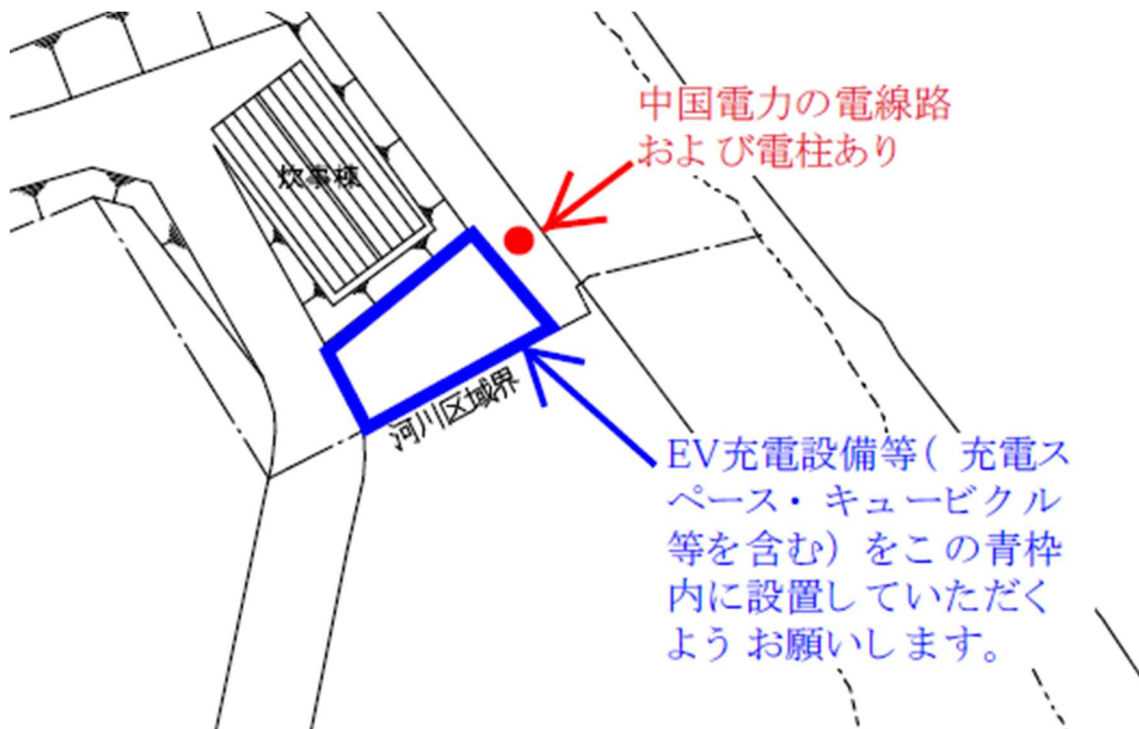 中国電力の電線路
および電柱あり
炊事棟
河川区域界
EV充電設備等( 充電ス
ペース・ キュービクル
等を含む) をこの青枠
内に設置していただく
ようお願いします。